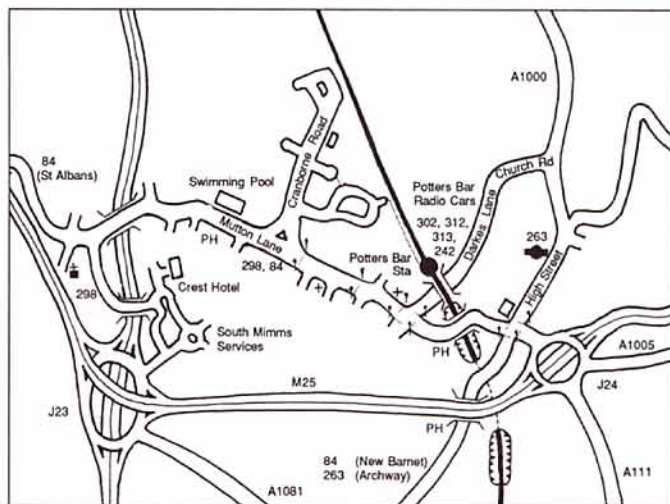 A1000
84
(St Albans)
Swimming Pool
Cranborne Road
Church Rd
Potters Bar
Radio Cars
302, 312,
313,
242
Darkes Lane
263
High Street
Mutton Lane
PH
298, 84
Potters Bar
Sta
298
Crest Hotel
South Mimms
Services
PH
A1005
J24
M25
J23
PH
A1081
84 (New Barnet)
263 (Archway)
A111